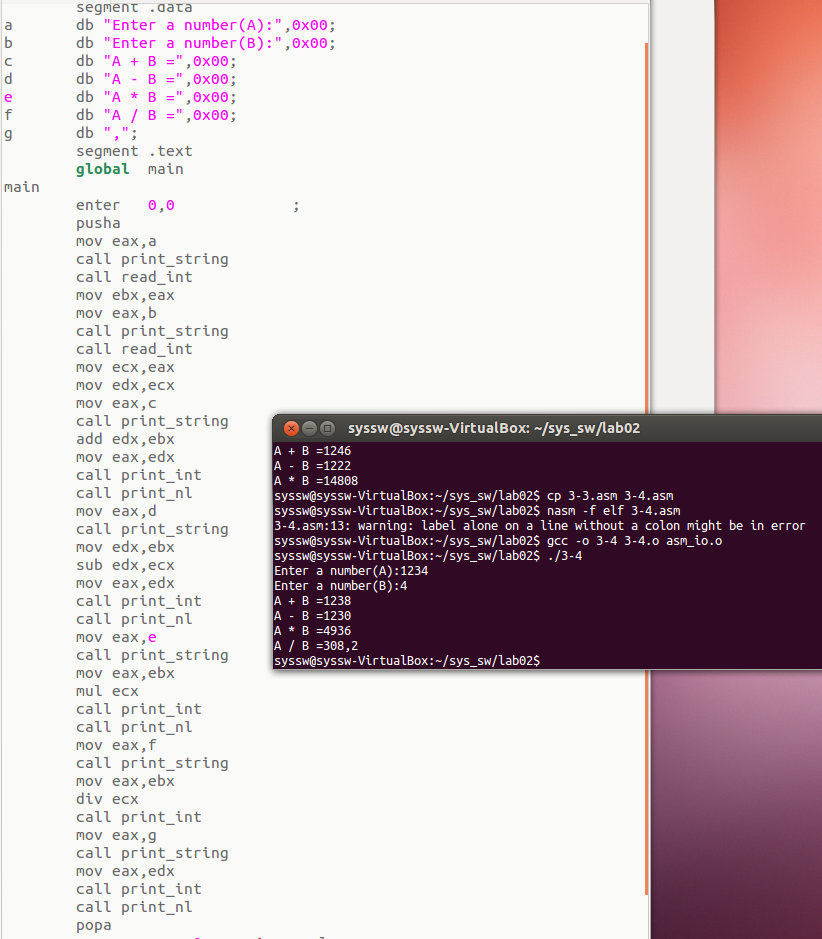 segment .data
a db "Enter a number(A):",0x00;
b db "Enter a number(B):",0x00;
c db "A + B =",0x00;
d db "A - B =",0x00;
e db "A * B =",0x00;
f db "A / B =",0x00;
g db ",";
segment .text
global main
main
enter 0,0 ;
pusha
mov eax,a
call print_string
call read_int
mov ebx,eax
mov eax,b
call print_string
call read_int
mov ecx,eax
mov edx,ecx
mov eax,c
call print_string
add edx,ebx
mov eax,edx
call print_int
call print_nl
mov eax,d
call print_string
mov edx,ebx
sub edx,ecx
mov eax,edx
call print_int
call print_nl
mov eax,e
call print_string
mov eax,ebx
mul ecx
call print_int
call print_nl
mov eax,f
call print_string
mov eax,ebx
div ecx
call print_int
mov eax,g
call print_string
mov eax,edx
call print_int
call print_nl
popa
syssw@syssw-VirtualBox: ~/sys_sw/lab02
A + B =1246
A - B =1222
A * B =14808
syssw@syssw-VirtualBox:~/sys_sw/lab02$ cp 3-3.asm 3-4.asm
syssw@syssw-VirtualBox:~/sys_sw/lab02$ nasm -f elf 3-4.asm
3-4.asm:13: warning: label alone on a line without a colon might be in error
syssw@syssw-VirtualBox:~/sys_sw/lab02$ gcc -o 3-4 3-4.o asm_io.o
syssw@syssw-VirtualBox:~/sys_sw/lab02$ ./3-4
Enter a number(A):1234
Enter a number(B):4
A + B =1238
A - B =1230
A * B =4936
A / B =308,2
syssw@syssw-VirtualBox:~/sys_sw/lab02$